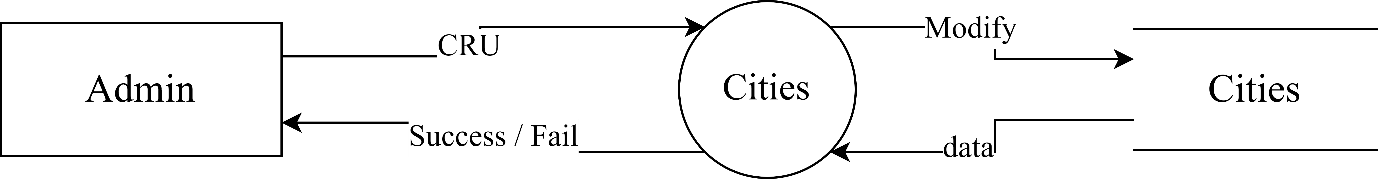 Admin
CRU
Success / Fail
Cities
Modify
data
Cities